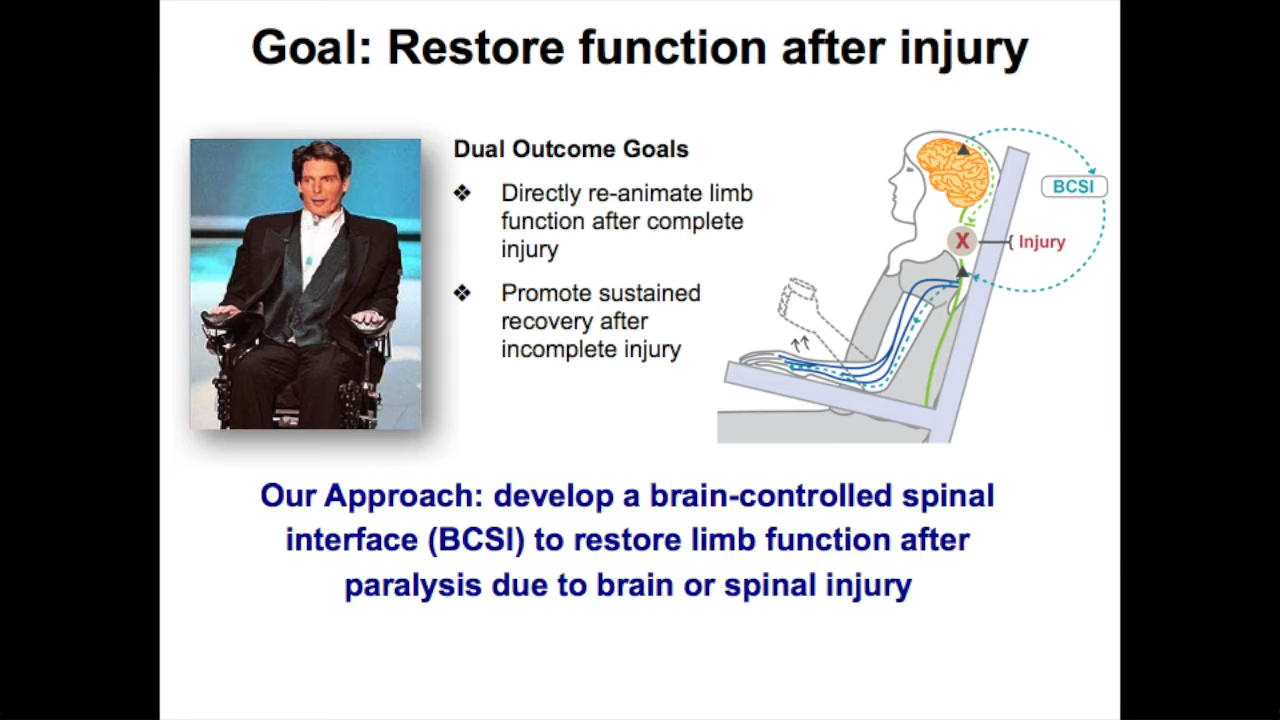 Goal: Restore function after injury
Dual Outcome Goals
❖ Directly re-animate limb
function after complete
injury
❖ Promote sustained
recovery after
incomplete injury
BCSI
X
Injury
Our Approach: develop a brain-controlled spinal
interface (BCSI) to restore limb function after
paralysis due to brain or spinal injury